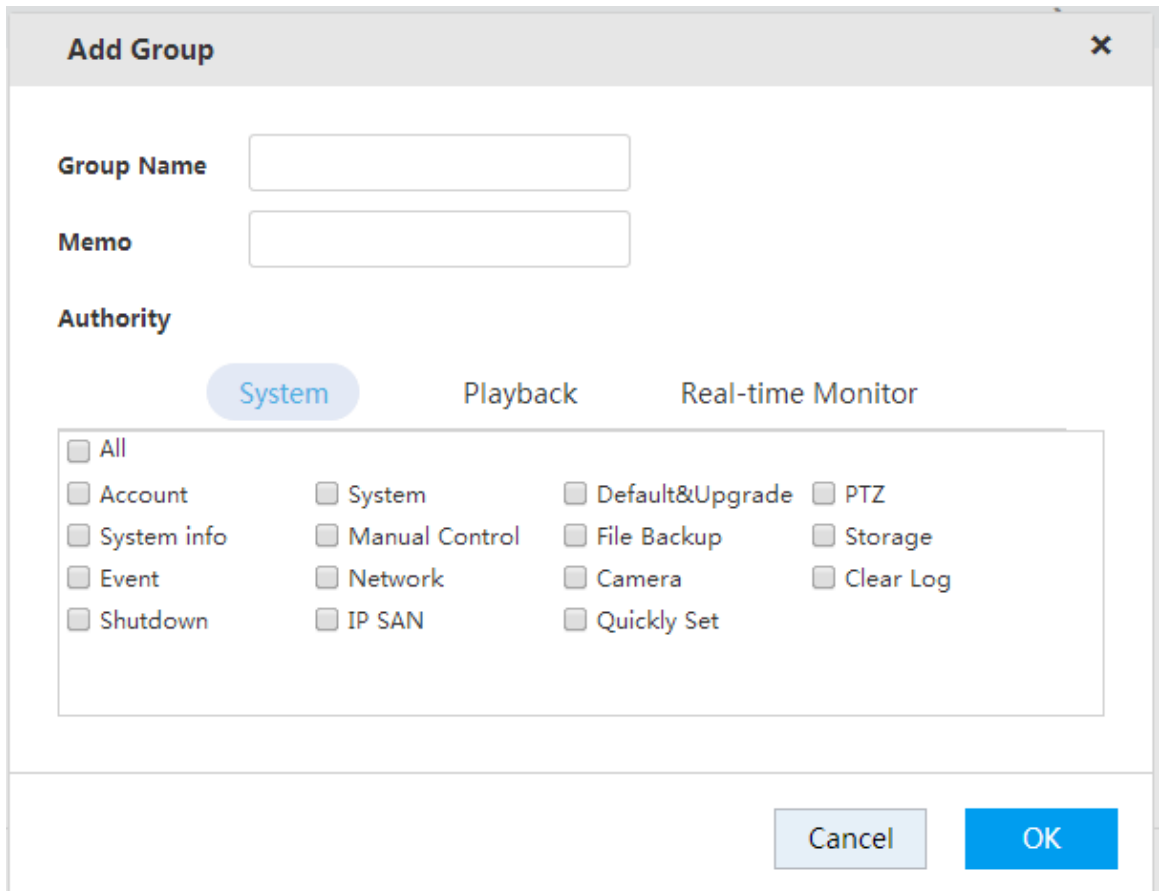 Add Group
Group Name
Memo
Authority
System Playback Real-time Monitor
All
Account System Default&Upgrade PTZ
System info Manual Control File Backup Storage
Event Network Camera Clear Log
Shutdown IP SAN Quickly Set
Cancel OK